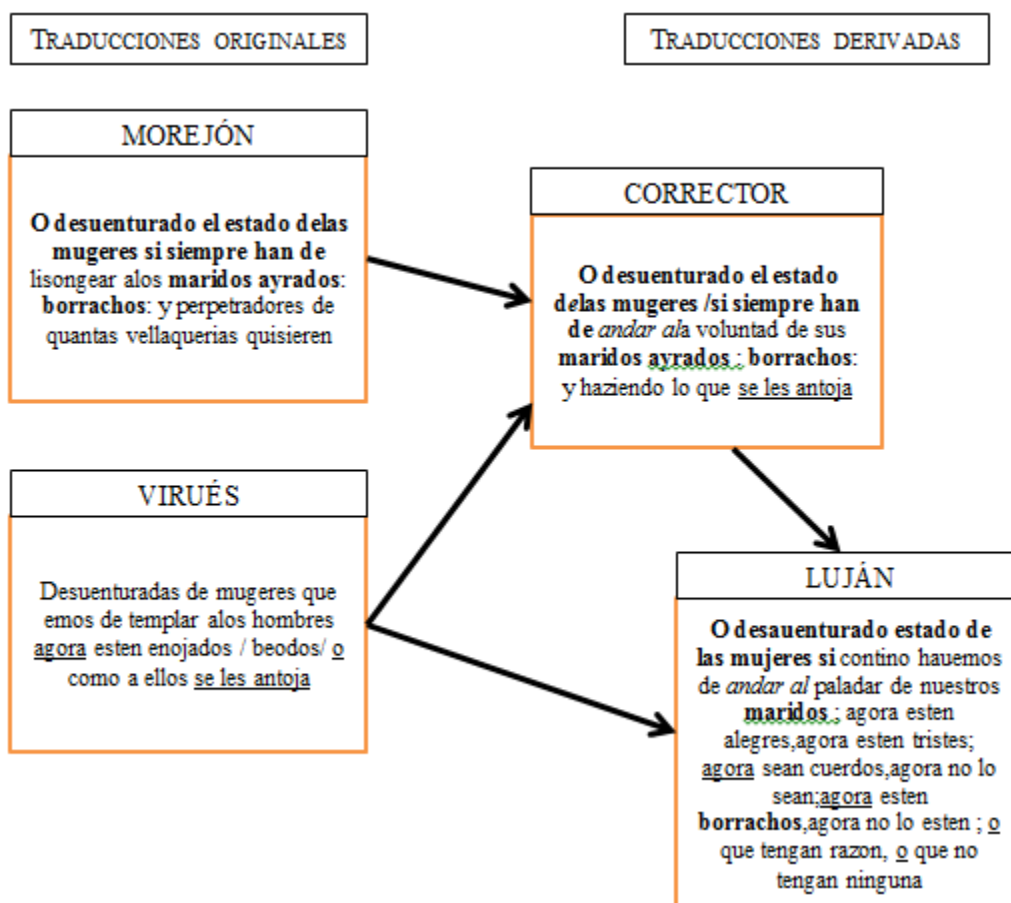 TRADUCCIONES ORIGINALES
TRADUCCIONES DERIVADAS
MOREJÓN
O desuenturado el estado delas
mugeres si siempre han de
lisongear alos maridos ayrados:
borrachos: y perpetradores de
quantas vellaquerias quisieren
CORRECTOR
O desuenturado el estado
delas mugeres /si siempre han
de andar ala voluntad de sus
maridos ayrados : borrachos:
y haziendo lo que se les antoja
VIRUÉS
Desuenturadas de mugeres que
emos de templar alos hombres
agora esten enojados / beodos/ o
como a ellos se les antoja
LUJÁN
O desauenturado estado de
las mujeres si contino hauemos
de andar al paladar de nuestros
maridos ; agora esten
alegres,agora esten tristes;
agora sean cuerdos,agora no lo
sean;agora esten
borrachos,agora no lo esten ; o
que tengan razon, o que no
tengan ninguna